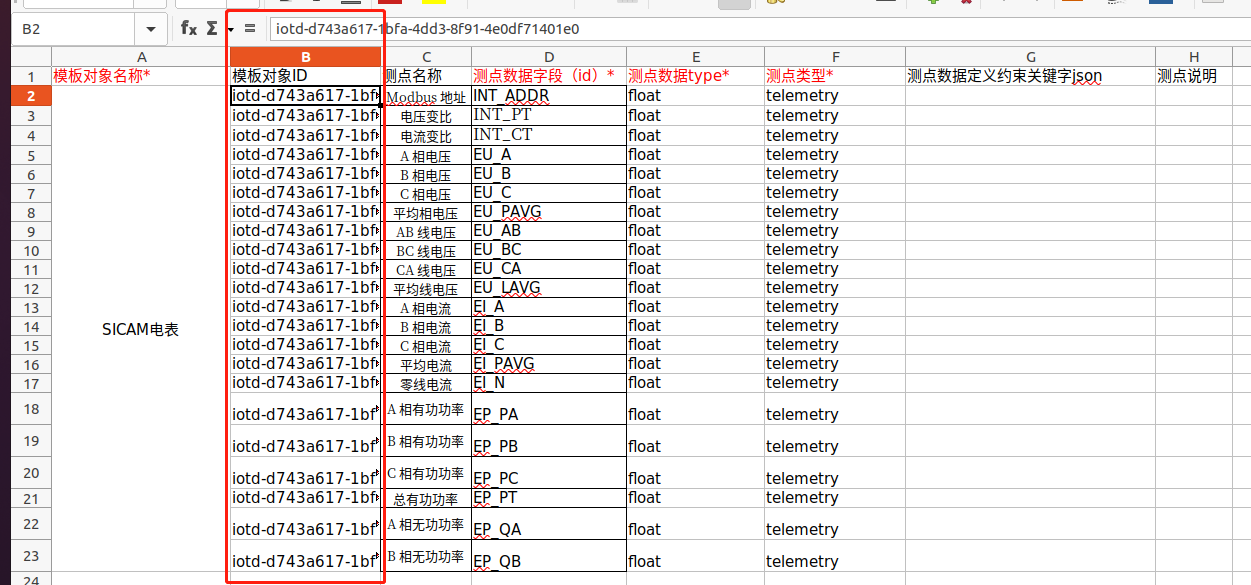 B2 fx Σ = iotd-d743a617-1bfa-4dd3-8f91-4e0df71401e0
A B C D E F G H
1 模板对象名称* 模板对象ID 测点名称 测点数据字段（id）* 测点数据type* 测点类型* 测点数据定义约束关键字json 测点说明
2 iotd-d743a617-1bf Modbus 地址 INT_ADDR float telemetry
3 iotd-d743a617-1bf 电压变比 INT_PT float telemetry
4 iotd-d743a617-1bf 电流变比 INT_CT float telemetry
5 iotd-d743a617-1bf A 相电压 EU_A float telemetry
6 iotd-d743a617-1bf B 相电压 EU_B float telemetry
7 iotd-d743a617-1bf C 相电压 EU_C float telemetry
8 iotd-d743a617-1bf 平均相电压 EU_PAVG float telemetry
9 iotd-d743a617-1bf AB 线电压 EU_AB float telemetry
10 iotd-d743a617-1bf BC 线电压 EU_BC float telemetry
11 iotd-d743a617-1bf CA 线电压 EU_CA float telemetry
12 iotd-d743a617-1bf 平均线电压 EU_LAVG float telemetry
13 iotd-d743a617-1bf A 相电流 EI_A float telemetry
14 SICAM电表 iotd-d743a617-1bf B 相电流 EI_B float telemetry
15 iotd-d743a617-1bf C 相电流 EI_C float telemetry
16 iotd-d743a617-1bf 平均电流 EI_PAVG float telemetry
17 iotd-d743a617-1bf 零线电流 EI_N float telemetry
18 iotd-d743a617-1bf A 相有功功率 EP_PA float telemetry
19 iotd-d743a617-1bf B 相有功功率 EP_PB float telemetry
20 iotd-d743a617-1bf C 相有功功率 EP_PC float telemetry
21 iotd-d743a617-1bf 总有功功率 EP_PT float telemetry
22 iotd-d743a617-1bf A 相无功功率 EP_QA float telemetry
23 iotd-d743a617-1bf B 相无功功率 EP_QB float telemetry
24